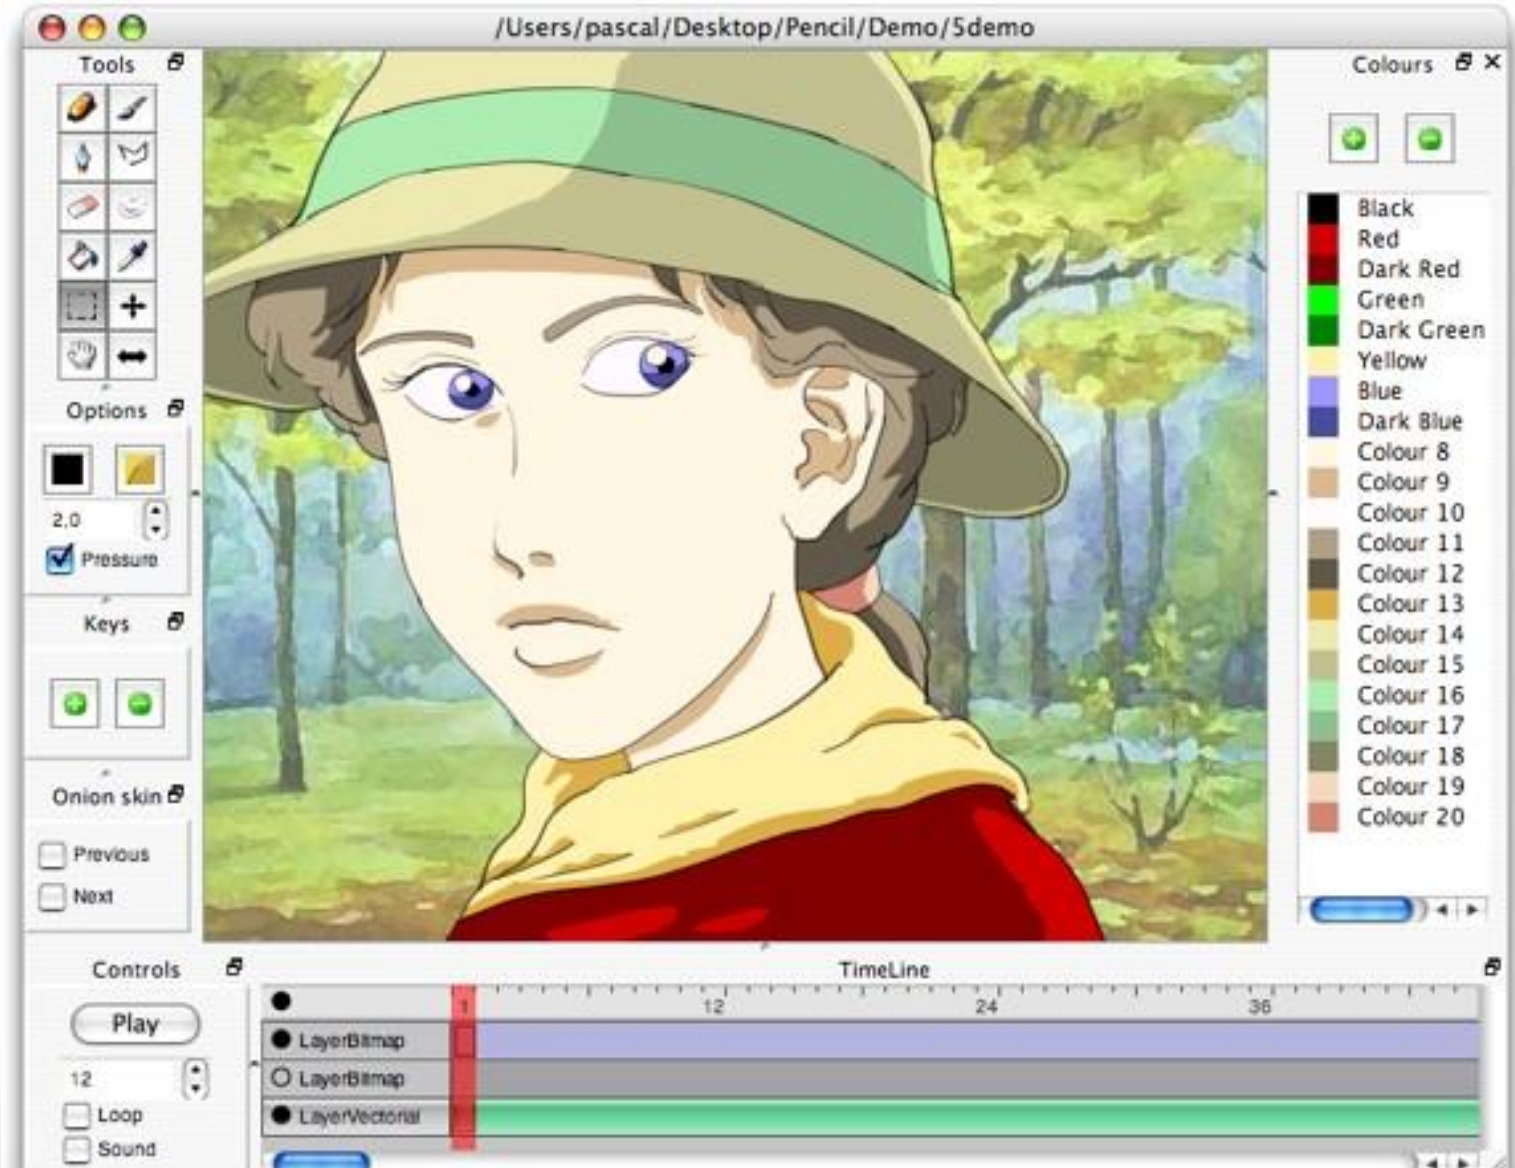 /Users/pascal/Desktop/Pencil/Demo/5demo
Tools
Options
2,0
Pressure
Keys
Onion skin
Previous
Next
Colours
Black
Red
Dark Red
Green
Dark Green
Yellow
Blue
Dark Blue
Colour 8
Colour 9
Colour 10
Colour 11
Colour 12
Colour 13
Colour 14
Colour 15
Colour 16
Colour 17
Colour 18
Colour 19
Colour 20
Controls
Play
12
Loop
Sound
TimeLine
1 12 24 36
LayerBitmap
LayerBitmap
LayerVectorial